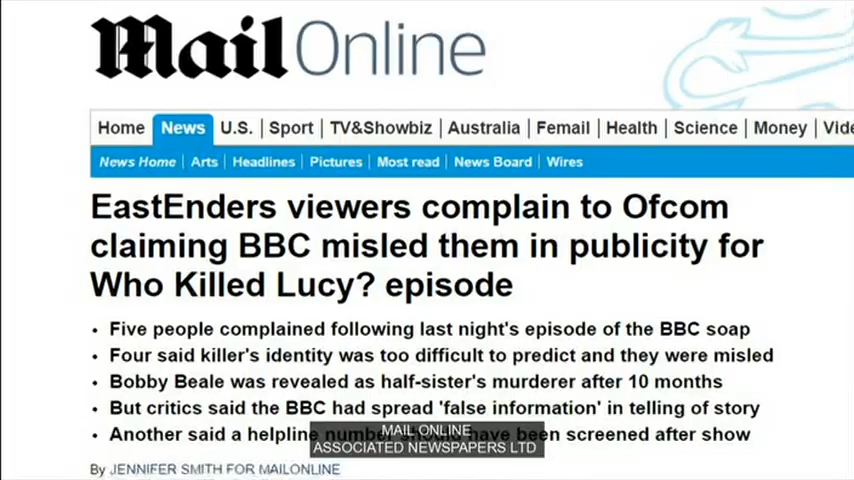 Mail Online
Home News U.S. Sport TV&Showbiz Australia Femail Health Science Money
News Home Arts Headlines Pictures Most read News Board Wires
EastEnders viewers complain to Ofcom
claiming BBC misled them in publicity for
Who Killed Lucy? episode
• Five people complained following last night's episode of the BBC soap
• Four said killer's identity was too difficult to predict and they were misled
• Bobby Beale was revealed as half-sister's murderer after 10 months
• But critics said the BBC had spread 'false information' in telling of story
• Another said a helpline number should have been screened after show
MAIL ONLINE
ASSOCIATED NEWSPAPERS LTD
By JENNIFER SMITH FOR MAILONLINE